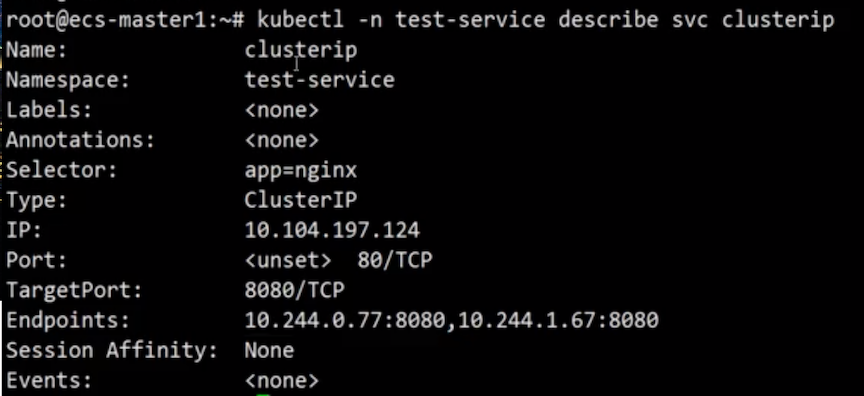 root@ecs-master1:~# kubectl -n test-service describe svc clusterip
Name: clusterip
Namespace: test-service
Labels: <none>
Annotations: <none>
Selector: app=nginx
Type: ClusterIP
IP: 10.104.197.124
Port: <unset> 80/TCP
TargetPort: 8080/TCP
Endpoints: 10.244.0.77:8080,10.244.1.67:8080
Session Affinity: None
Events: <none>